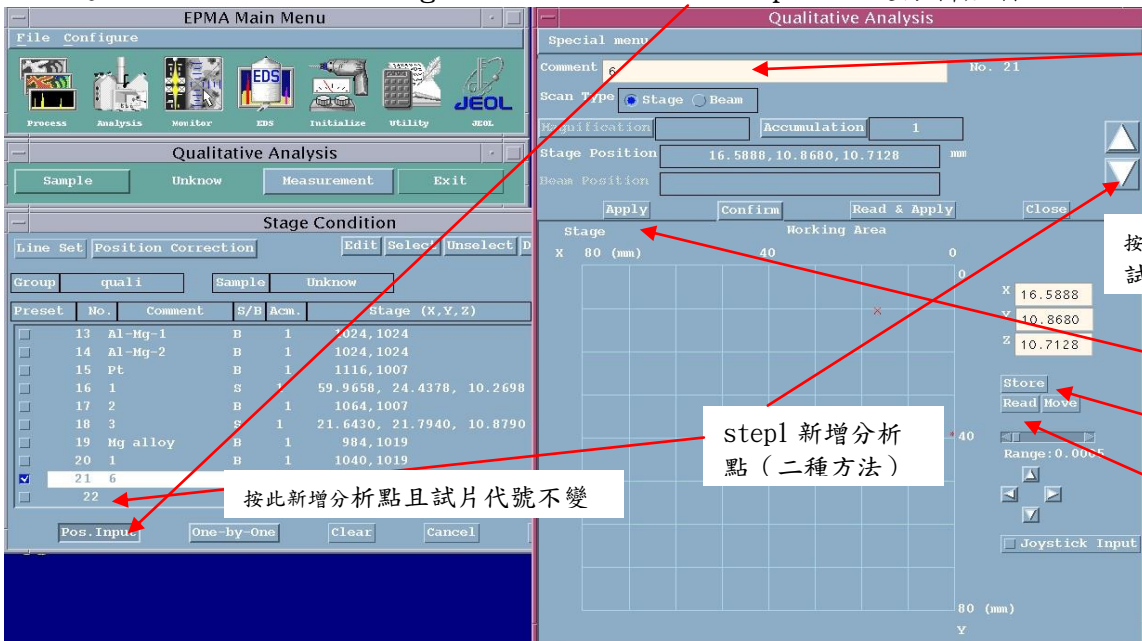 EPMA Main Menu
File Configure
Process Analysis Monitor EDS Initialize Utility JEOL
EDS
JEOL
Qualitative Analysis
Sample Unknow Measurement Exit
Stage Condition
Line Set Position Correction Edit Select Unselect D
Group quali Sample Unknow
Preset No. Comment S/B Acm. Stage (X,Y,Z)
13 Al-Mg-1 B 1 1024,1024
14 Al-Mg-2 B 1 1024,1024
15 Pt B 1 1116,1007
16 1 S 1 59.9658, 24.4378, 10.2698
17 2 B 1 1064,1007
18 3 S 1 21.6430, 21.7940, 10.8790
19 Mg alloy B 1 984,1019
20 1 B 1 1040,1019
21 6
22
按此新增分析點且試片代號不變
Pos.Input One-by-One Clear Cancel
Qualitative Analysis
Special menu
Comment 6 No. 21
Scan Type Stage Beam
Magnification Accumulation 1
Stage Position 16.5888,10.8680,10.7128 mm
Beam Position
Apply Confirm Read & Apply Close
Stage Working Area
X 80 (mm) 40 0
0
按
試
X 16.5888
Y 10.8680
Z 10.7128
Store
Read Move
step1 新增分析
點（二種方法）
40
Range:0.0005
Joystick Input
80 (mm)
Y